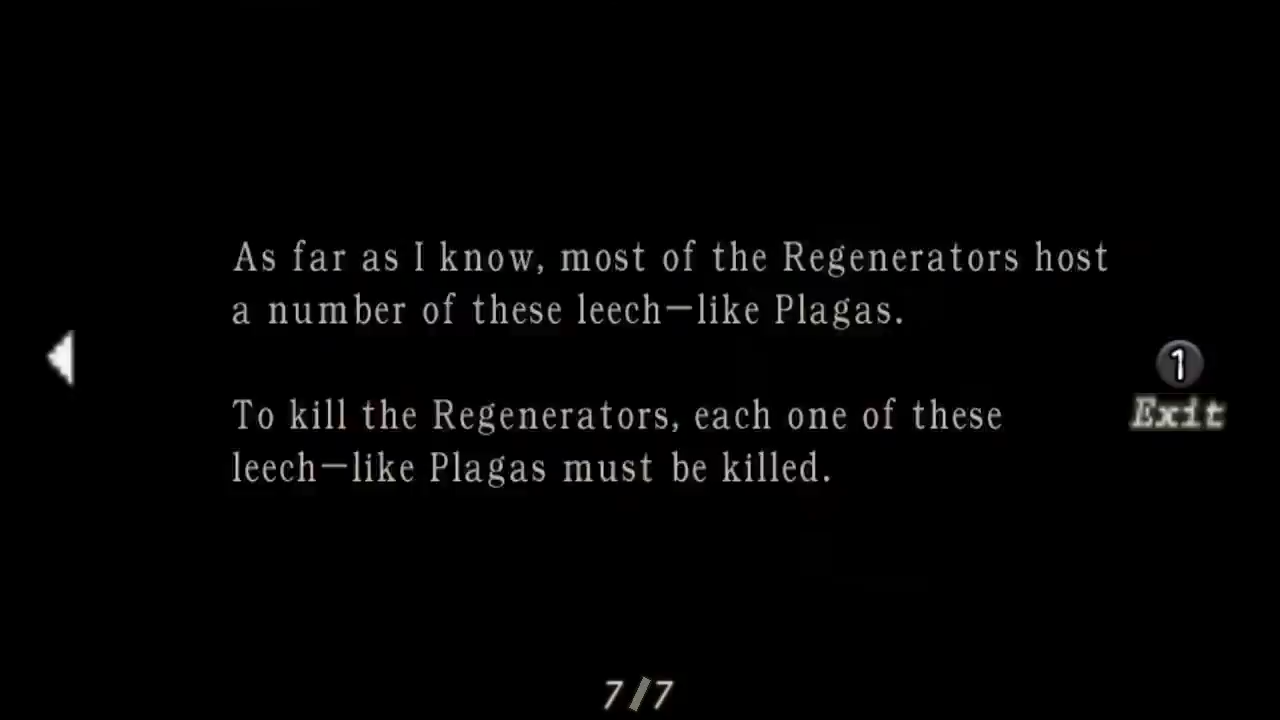 As far as I know, most of the Regenerators host
a number of these leech—like Plagas.
To kill the Regenerators, each one of these
leech—like Plagas must be killed.
1
Exit
7/7